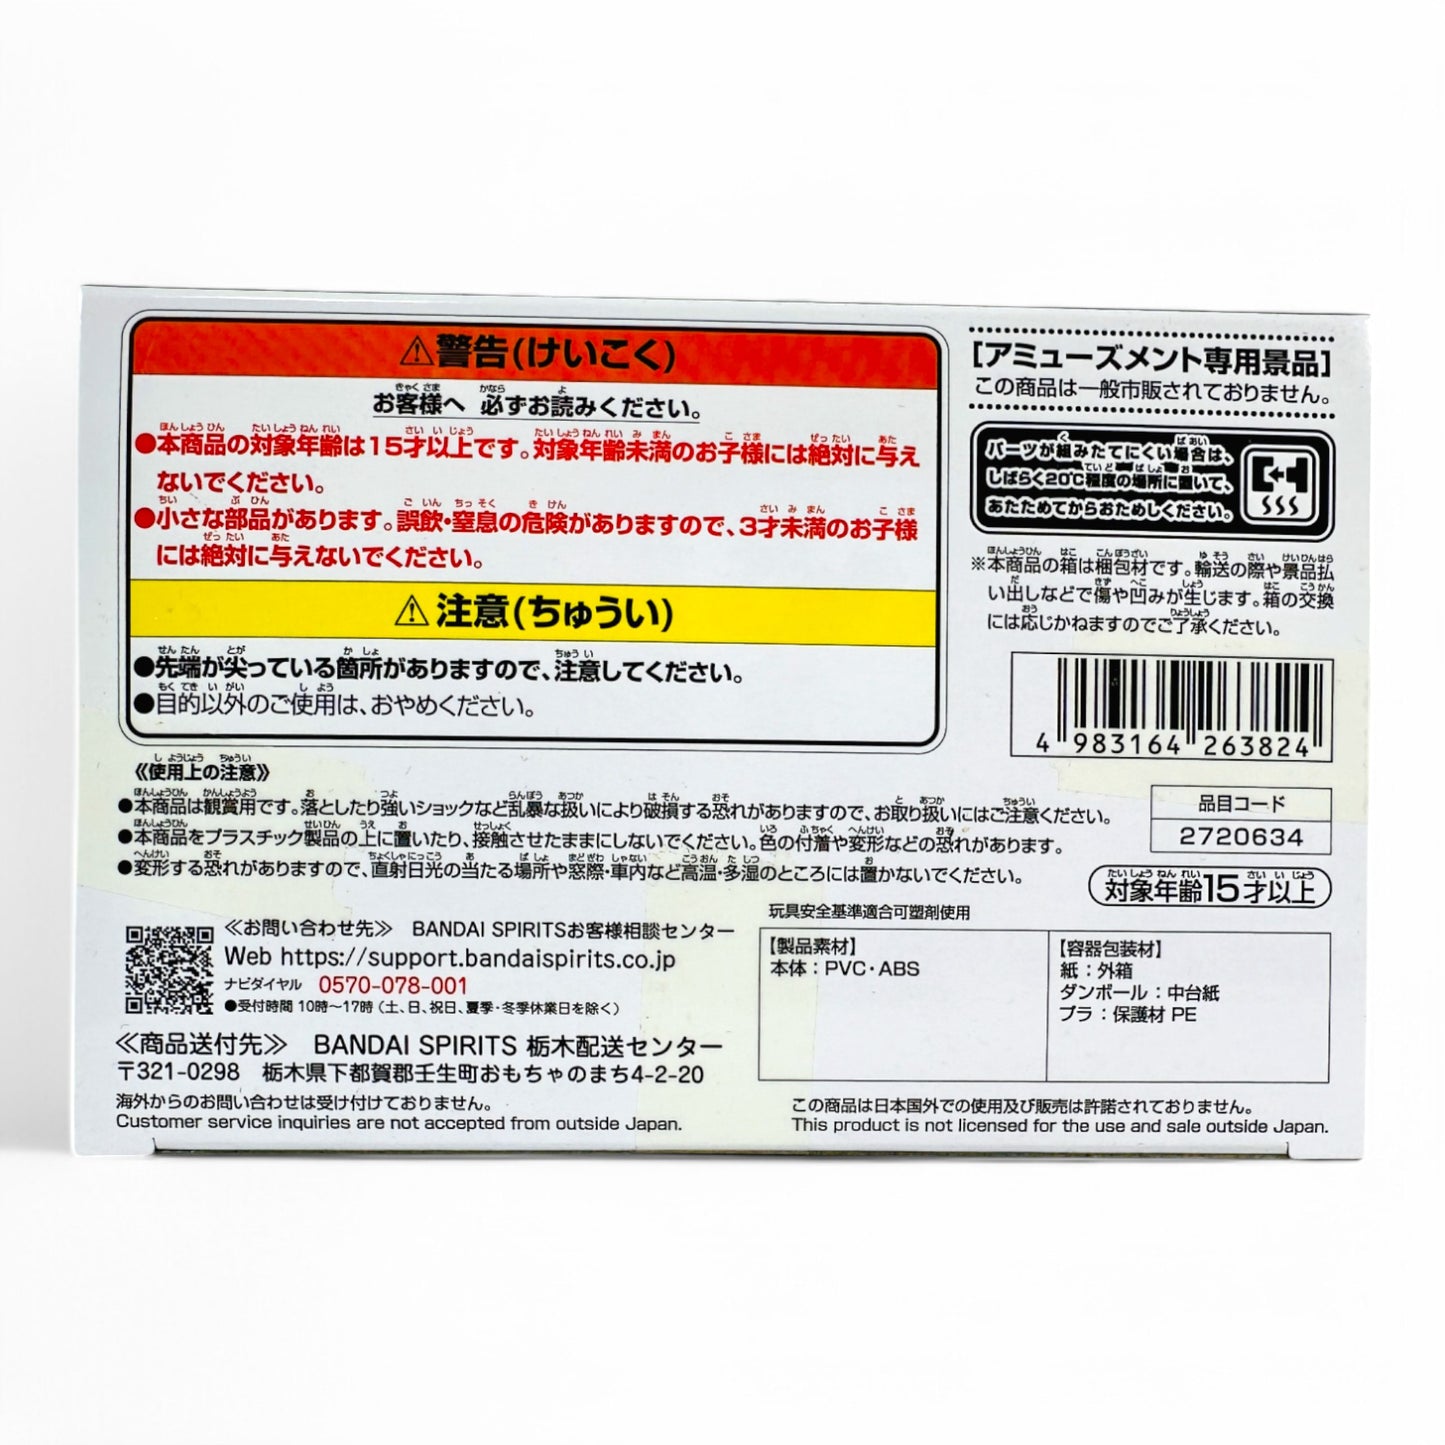 ⚠警告(けいこく)
お客様へ 必ずお読みください。
●本商品の対象年齢は15才以上です。対象年齢未満のお子様には絶対に与え
ないでください。
●小さな部品があります。誤飲・窒息の危険がありますので、3才未満のお子様
には絶対に与えないでください。
⚠注意(ちゅうい)
●先端が尖っている箇所がありますので、注意してください。
●目的以外のご使用は、おやめください。
[アミューズメント専用景品]
この商品は一般市販されておりません。
パーツが組みたてにくい場合は、
しばらく20℃程度の場所に置いて、
あたためてからおためしください。
※本商品の箱は梱包材です。輸送の際や景品払
い出しなどで傷や凹みが生じます。箱の交換
には応じかねますのでご了承ください。
4 983164 263824
《使用上の注意》
●本商品は観賞用です。落としたり強いショックなど乱暴な扱いにより破損する恐れがありますので、お取り扱いにはご注意ください。
●本商品をプラスチック製品の上に置いたり、接触させたままにしないでください。色の付着や変形などの恐れがあります。
●変形する恐れがありますので、直射日光の当たる場所や窓際・車内など高温・多湿のところには置かないでください。
品目コード
2720634
対象年齢15才以上
≪お問い合わせ先≫ BANDAI SPIRITSお客様相談センター
Web https://support.bandaispirits.co.jp
ナビダイヤル 0570-078-001
●受付時間 10時〜17時 (土、日、祝日、夏季・冬季休業日を除く)
≪商品送付先≫ BANDAI SPIRITS 栃木配送センター
〒321-0298 栃木県下都賀郡壬生町おもちゃのまち4-2-20
海外からのお問い合わせは受け付けておりません。
Customer service inquiries are not accepted from outside Japan.
玩具安全基準適合可塑剤使用
【製品素材】
本体：PVC・ABS
【容器包装材】
紙：外箱
ダンボール：中台紙
プラ：保護材 PE
この商品は日本国外での使用及び販売は許諾されておりません。
This product is not licensed for the use and sale outside Japan.